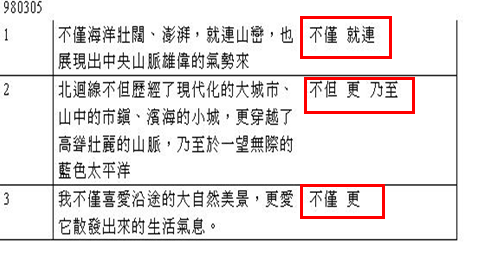 980305
1 不僅海洋壯闊、澎湃，就連山巒，也 不僅 就連
展現出中央山脈雄偉的氣勢來
2 北迴線不但歷經了現代化的大城市、 不但 更 乃至
山中的市鎮、濱海的小城，更穿越了
高聳壯麗的山脈，乃至於一望無際的
藍色太平洋
3 我不僅喜愛沿途的大自然美景，更愛 不僅 更
它散發出來的生活氣息。